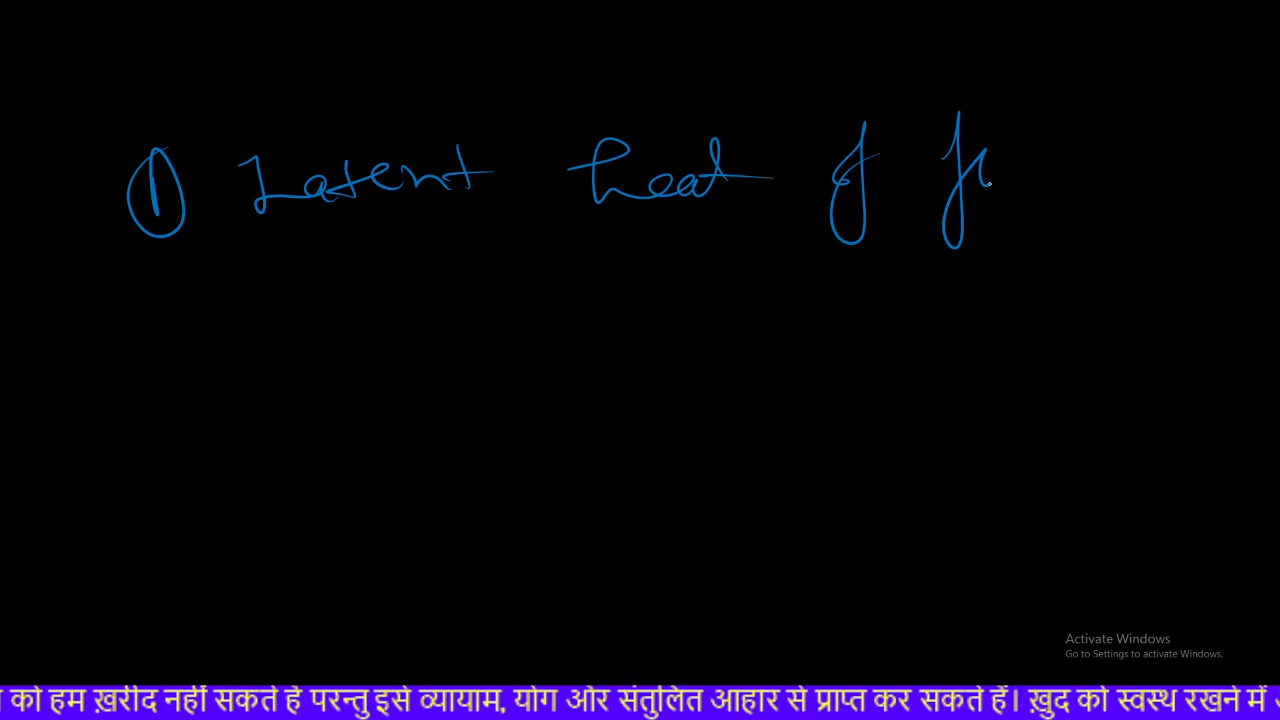 ① Latent heat of fu
Activate Windows
Go to Settings to activate Windows.
को हम ख़रीद नहीं सकते हैं परन्तु इसे व्यायाम, योग और संतुलित आहार से प्राप्त कर सकते हैं। ख़ुद को स्वस्थ रखने में